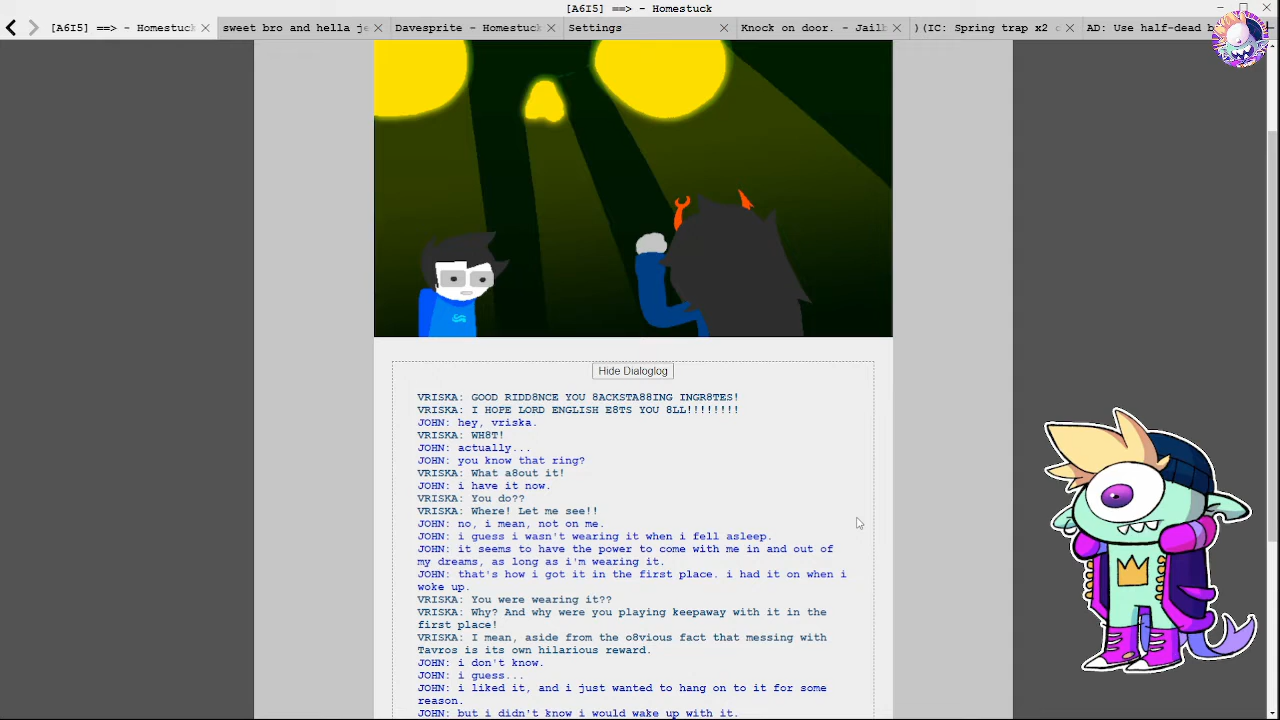 [A6I5] ==> - Homestuck
[A6I5] ==> - Homestuck
sweet bro and hella je
Davesprite - Homestuck
Settings
Knock on door. - Jailb
)(IC: Spring trap x2 c
AD: Use half-dead b
Hide Dialoglog
VRISKA: GOOD RIDD8NCE YOU 8ACKSTA88ING INGR8TES!
VRISKA: I HOPE LORD ENGLISH E8TS YOU 8LL!!!!!!!!
JOHN: hey, vriska.
VRISKA: WH8T!
JOHN: actually...
JOHN: you know that ring?
VRISKA: What a8out it!
JOHN: i have it now.
VRISKA: You do??
VRISKA: Where! Let me see!!
JOHN: no, i mean, not on me.
JOHN: i guess i wasn't wearing it when i fell asleep.
JOHN: it seems to have the power to come with me in and out of
my dreams, as long as i'm wearing it.
JOHN: that's how i got it in the first place. i had it on when i
woke up.
VRISKA: You were wearing it??
VRISKA: Why? And why were you playing keepaway with it in the
first place!
VRISKA: I mean, aside from the o8vious fact that messing with
Tavros is its own hilarious reward.
JOHN: i don't know.
JOHN: i guess...
JOHN: i liked it, and i just wanted to hang on to it for some
reason.
JOHN: but i didn't know i would wake up with it.